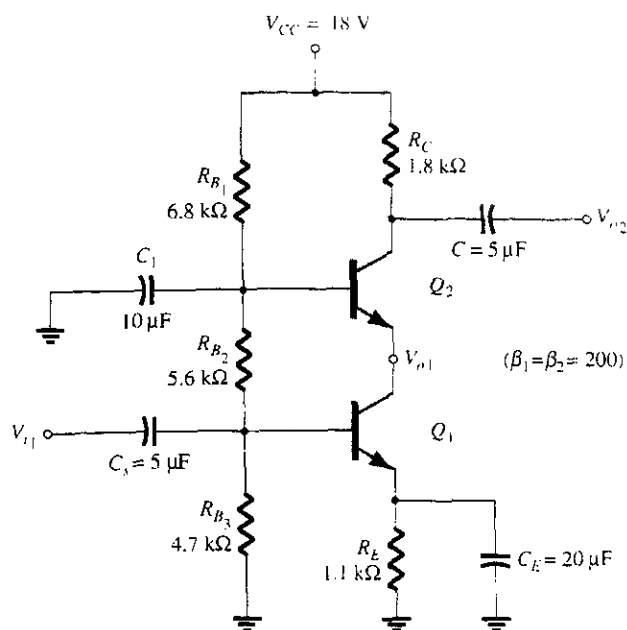 V_CC = 18 V
R_C
1.8 kΩ
R_B1
6.8 kΩ
C = 5 μF
V_o2
C_1
10 μF
Q_2
R_B2
5.6 kΩ
V_o1
(β_1=β_2= 200)
V_i1
C_s = 5 μF
Q_1
R_B3
4.7 kΩ
R_E
1.1 kΩ
C_E = 20 μF